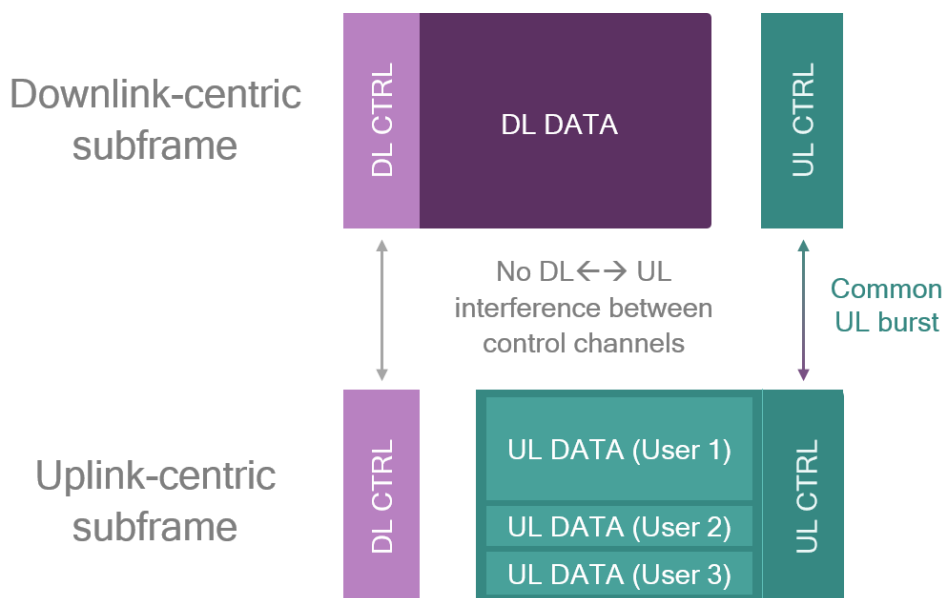 Downlink-centric
subframe
DL CTRL
DL DATA
UL CTRL
No DL←→ UL
interference between
control channels
Common
UL burst
Uplink-centric
subframe
DL CTRL
UL DATA (User 1)
UL DATA (User 2)
UL DATA (User 3)
UL CTRL